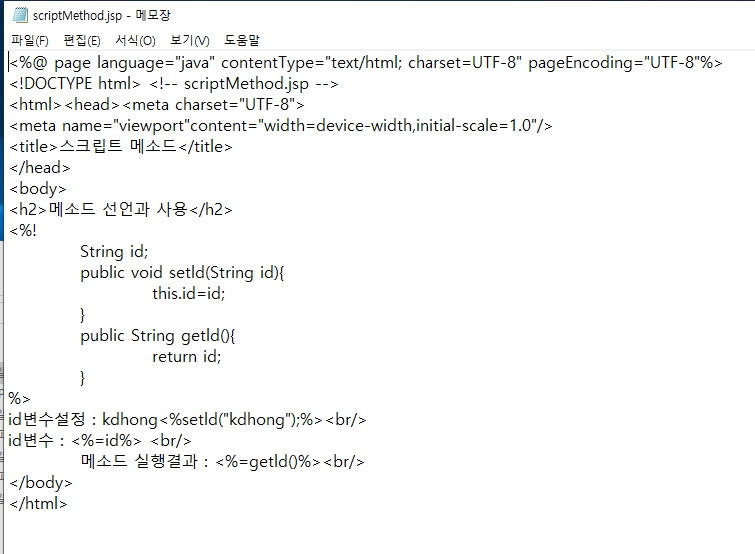 scriptMethod.jsp - 메모장
파일(F) 편집(E) 서식(O) 보기(V) 도움말
<%@ page language="java" contentType="text/html; charset=UTF-8" pageEncoding="UTF-8"%>
<!DOCTYPE html> <!-- scriptMethod.jsp -->
<html><head><meta charset="UTF-8">
<meta name="viewport"content="width=device-width,initial-scale=1.0"/>
<title>스크립트 메소드</title>
</head>
<body>
<h2>메소드 선언과 사용</h2>
<%!
String id;
public void setId(String id){
this.id=id;
}
public String getId(){
return id;
}
%>
id변수설정 : kdhong<%setId("kdhong");%><br/>
id변수 : <%=id%> <br/>
메소드 실행결과 : <%=getId()%><br/>
</body>
</html>